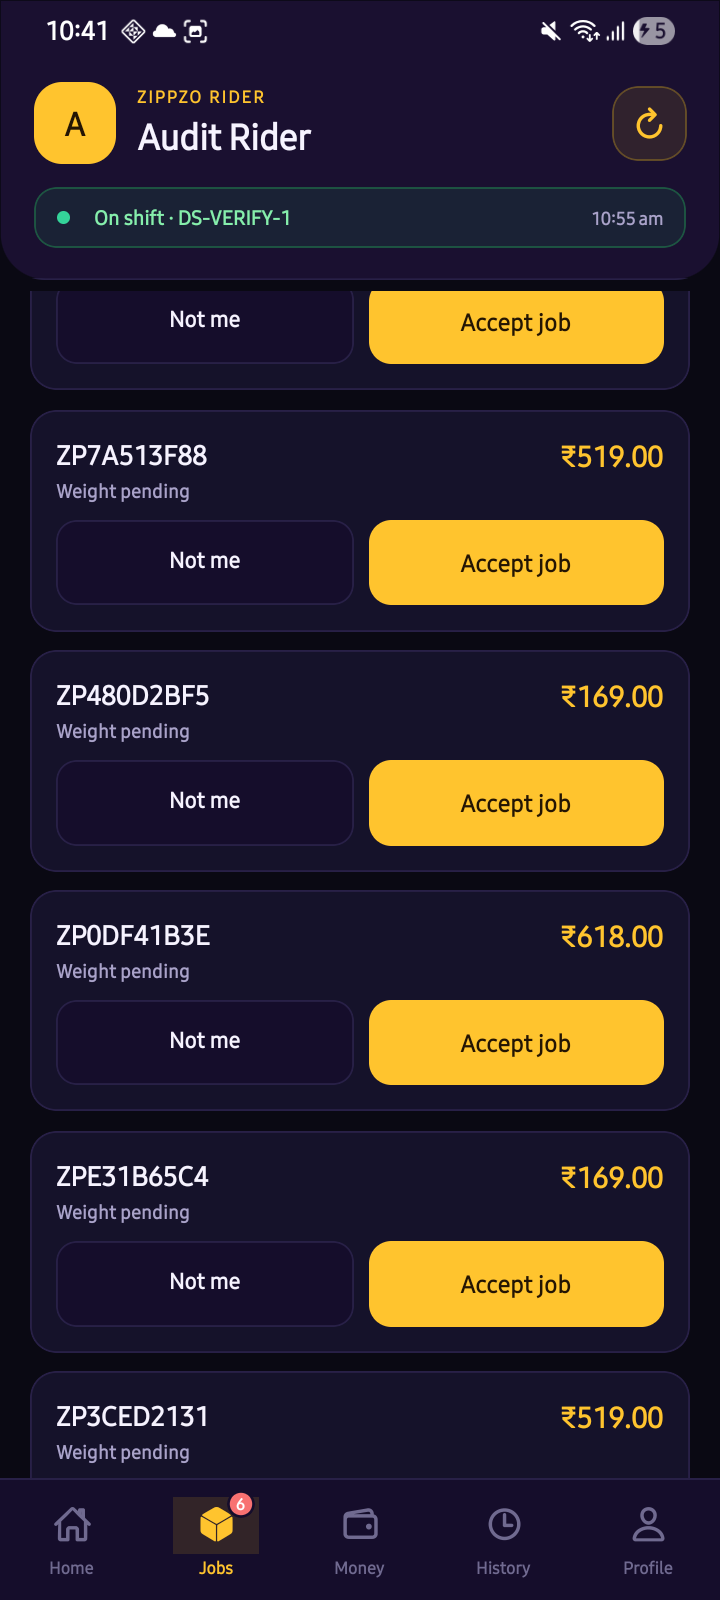 10:41
5
A
ZIPPZO RIDER
Audit Rider
On shift · DS-VERIFY-1
10:55 am
Not me
Accept job
ZP7A513F88
₹519.00
Weight pending
Not me
Accept job
ZP480D2BF5
₹169.00
Weight pending
Not me
Accept job
ZP0DF41B3E
₹618.00
Weight pending
Not me
Accept job
ZPE31B65C4
₹169.00
Weight pending
Not me
Accept job
ZP3CED2131
₹519.00
Weight pending
6
Home
Jobs
Money
History
Profile